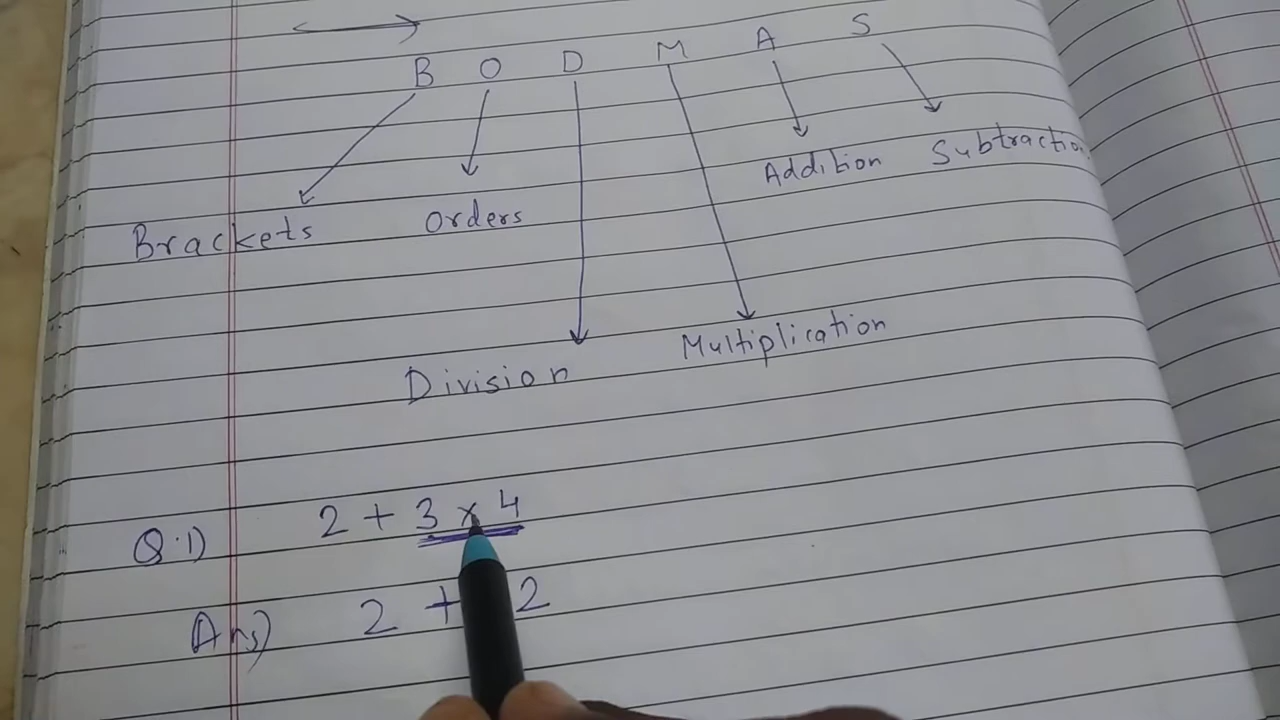 B O D M A S
Addition Subtraction
Brackets Orders
Division Multiplication
Q.1) 2 + 3 x 4
Ans) 2 + 2